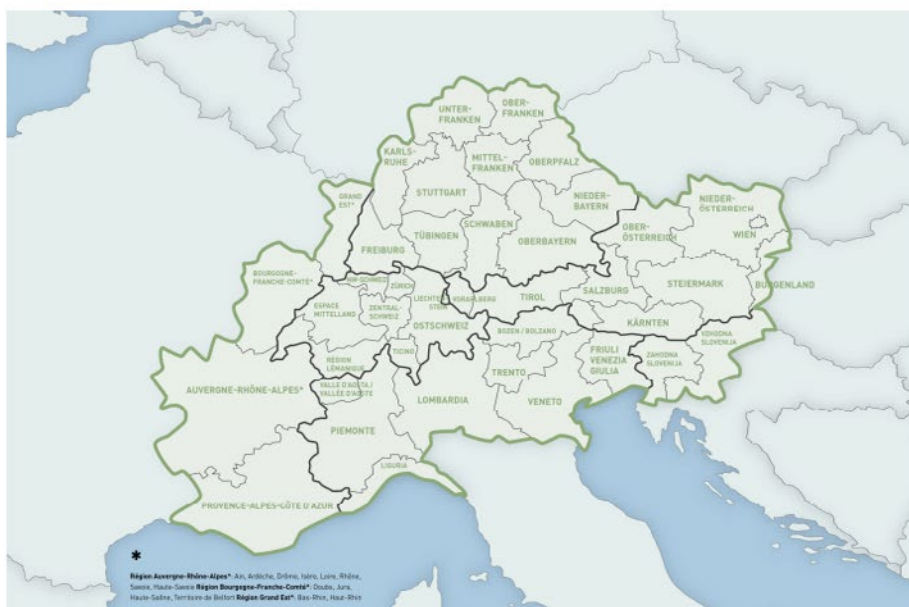 UNTER-
FRANKEN
OBER-
FRANKEN
KARLS-
RUHE
MITTEL-
FRANKEN
OBERPFALZ
STUTTGART
GRAND
EST*
NIEDER-
BAYERN
NIEDER-
ÖSTERREICH
SCHWABEN
TÜBINGEN
OBERBAYERN
OBER-
ÖSTERREICH
WIEN
FREIBURG
BOURGOGNE-
FRANCHE-COMTÉ*
NW-SCHWEIZ
ZÜRICH
SALZBURG
STEIERMARK
BURGENLAND
ESPACE
MITTELLAND
ZENTRAL-
SCHWEIZ
LIECHTEN-
STEIN
VORARLBERG
TIROL
OSTSCHWEIZ
KÄRNTEN
BOZEN / BOLZANO
VZHODNA
SLOVENIJA
RÉGION
LÉMANIQUE
TICINO
FRIULI
VENEZIA
GIULIA
ZAHODNA
SLOVENIJA
TRENTO
AUVERGNE-RHÔNE-ALPES*
VALLE D'AOSTA /
VALLÉE D'AOSTE
LOMBARDIA
VENETO
PIEMONTE
LIGURIA
PROVENCE-ALPES-CÔTE D'AZUR
*
Région Auvergne-Rhône-Alpes*: Ain, Ardèche, Drôme, Isère, Loire, Rhône,
Savoie, Haute-Savoie Région Bourgogne-Franche-Comté*: Doubs, Jura,
Haute-Saône, Territoire de Belfort Région Grand Est*: Bas-Rhin, Haut-Rhin